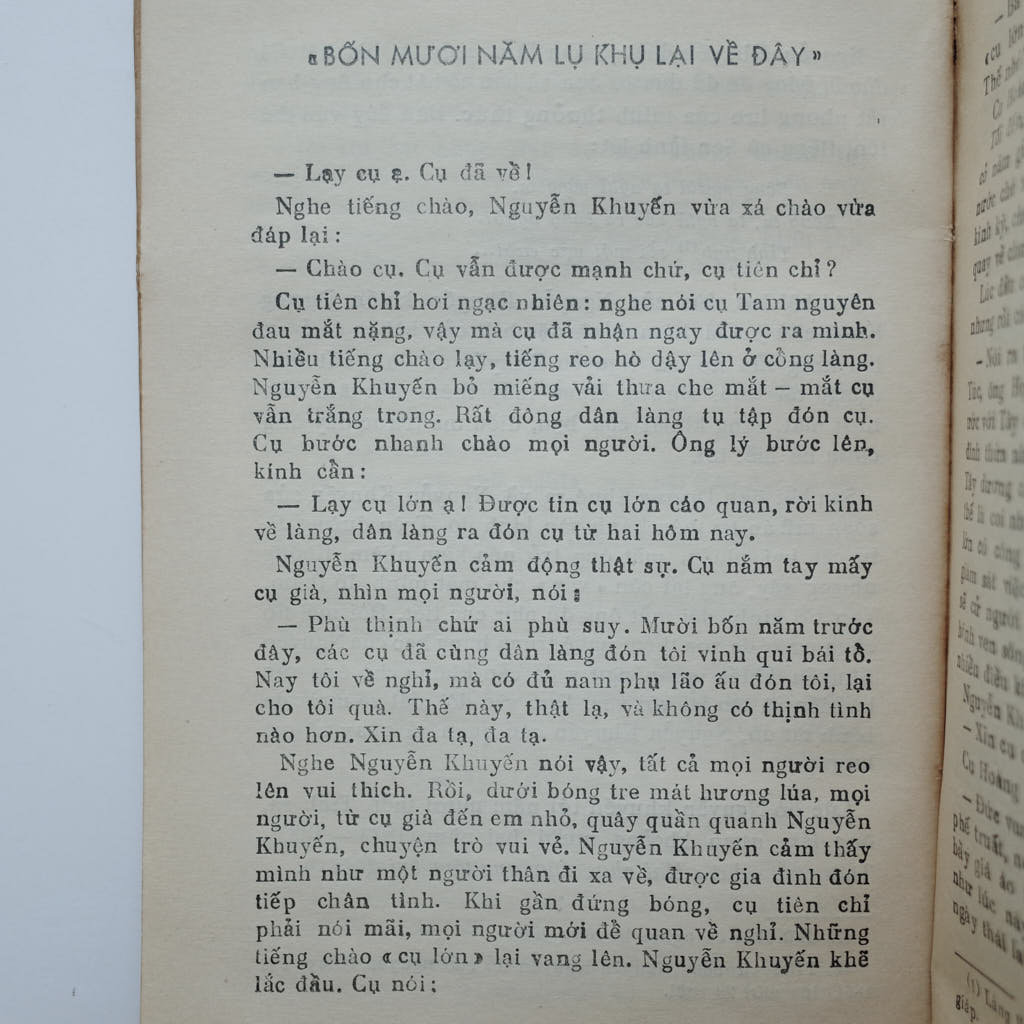 «BỐN MƯƠI NĂM LỤ KHỤ LẠI VỀ ĐÂY»
— Lạy cụ ạ. Cụ đã về!
Nghe tiếng chào, Nguyễn Khuyến vừa xá chào vừa
đáp lại:
— Chào cụ. Cụ vẫn được mạnh chứ, cụ tiên chỉ?
Cụ tiên chỉ hơi ngạc nhiên: nghe nói cụ Tam nguyên
đau mắt nặng, vậy mà cụ đã nhận ngay được ra mình.
Nhiều tiếng chào lạy, tiếng reo hò dậy lên ở cổng làng.
Nguyễn Khuyến bỏ miếng vải thưa che mắt — mắt cụ
vẫn trắng trong. Rất đông dân làng tụ tập đón cụ.
Cụ bước nhanh chào mọi người. Ông lý bước lên,
kính cẩn:
— Lạy cụ lớn ạ! Được tin cụ lớn cáo quan, rời kinh
về làng, dân làng ra đón cụ từ hai hôm nay.
Nguyễn Khuyến cảm động thật sự. Cụ nắm tay mấy
cụ già, nhìn mọi người, nói:
— Phù thịnh chứ ai phù suy. Mười bốn năm trước
đây, các cụ đã cùng dân làng đón tôi vinh qui bái tổ.
Nay tôi về nghỉ, mà có đủ nam phụ lão ấu đón tôi, lại
cho tôi quà. Thế này, thật lạ, và không có thịnh tình
nào hơn. Xin đa tạ, đa tạ.
Nghe Nguyễn Khuyến nói vậy, tất cả mọi người reo
lên vui thích. Rồi, dưới bóng tre mát hương lúa, mọi
người, từ cụ già đến em nhỏ, quây quần quanh Nguyễn
Khuyến, chuyện trò vui vẻ. Nguyễn Khuyến cảm thấy
mình như một người thân đi xa về, được gia đình đón
tiếp chân tình. Khi gần đứng bóng, cụ tiên chỉ
phải nói mãi, mọi người mới để quan về nghỉ. Những
tiếng chào «cụ lớn» lại vang lên. Nguyễn Khuyến khẽ
lắc đầu. Cụ nói: